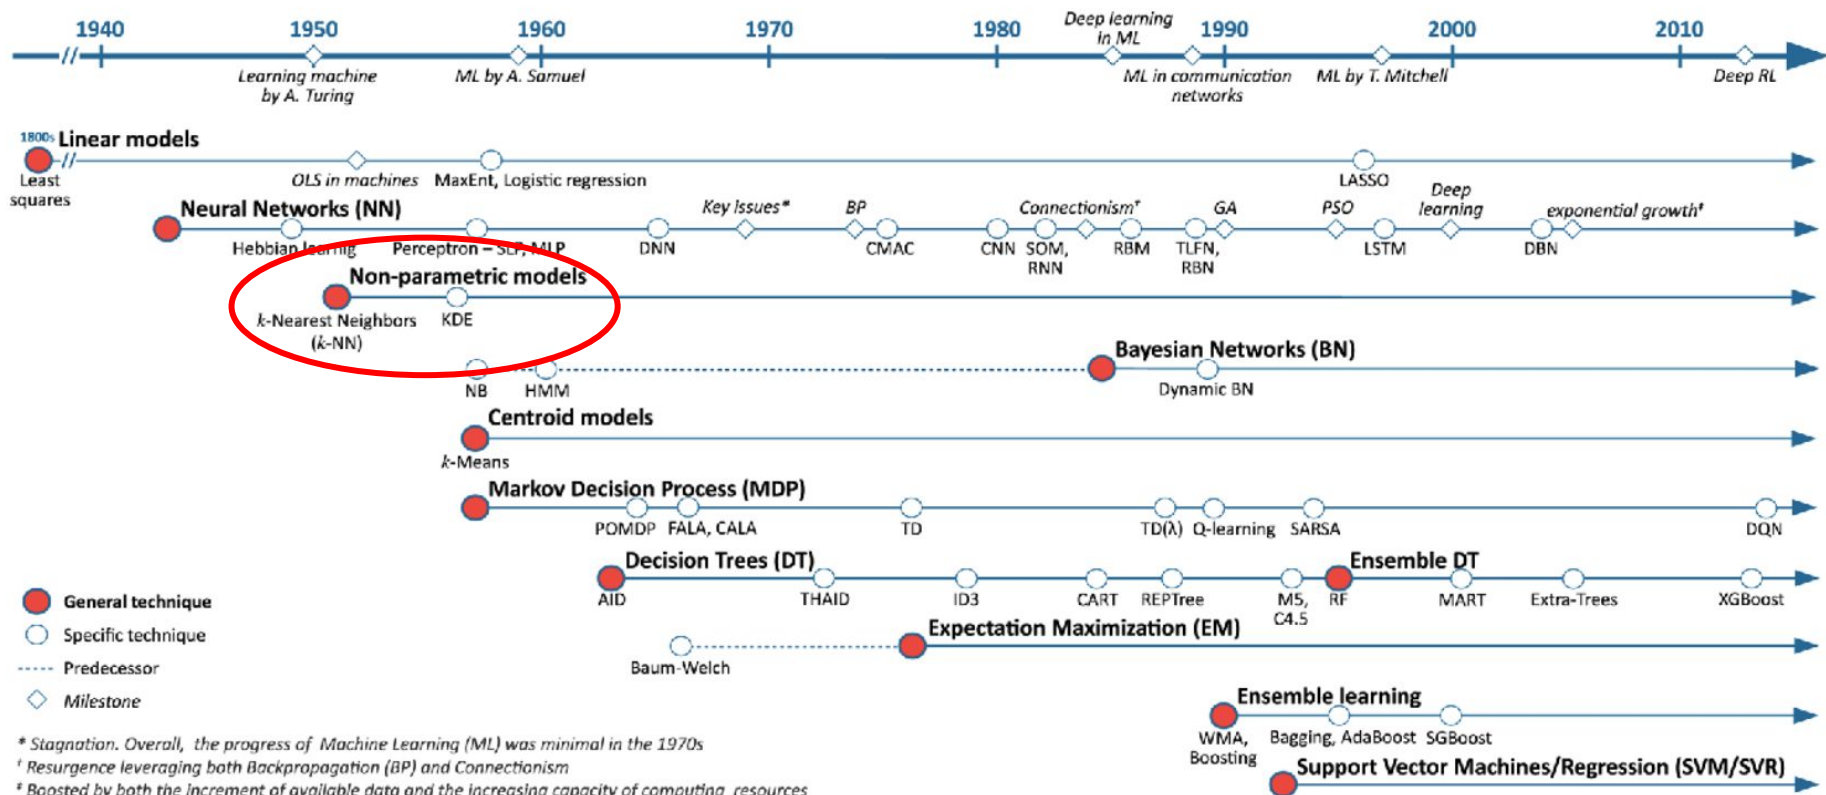 1940 1950 1960 1970 1980 1990 2000 2010
Deep learning
in ML
Learning machine
by A. Turing
ML by A. Samuel
ML in communication
networks
ML by T. Mitchell
Deep RL
1800s Linear models
Least
squares
OLS in machines
MaxEnt, Logistic regression
LASSO
Neural Networks (NN)
Key issues*
BP
Connectionism†
GA
PSO
Deep
learning
exponential growth‡
Hebbian learnig
Perceptron – SLP, MLP
DNN
CMAC
CNN
SOM,
RNN
RBM
TLFN,
RBN
LSTM
DBN
Non-parametric models
k-Nearest Neighbors
(k-NN)
KDE
Bayesian Networks (BN)
NB
HMM
Dynamic BN
Centroid models
k-Means
Markov Decision Process (MDP)
POMDP
FALA, CALA
TD
TD(λ)
Q-learning
SARSA
DQN
Decision Trees (DT)
Ensemble DT
AID
THAID
ID3
CART
REPTree
M5,
C4.5
RF
MART
Extra-Trees
XGBoost
Expectation Maximization (EM)
Baum-Welch
Ensemble learning
WMA,
Boosting
Bagging, AdaBoost
SGBoost
Support Vector Machines/Regression (SVM/SVR)
General technique
Specific technique
Predecessor
Milestone
* Stagnation. Overall, the progress of Machine Learning (ML) was minimal in the 1970s
† Resurgence leveraging both Backpropagation (BP) and Connectionism
‡ Boosted by both the increment of available data and the increasing capacity of computing resources